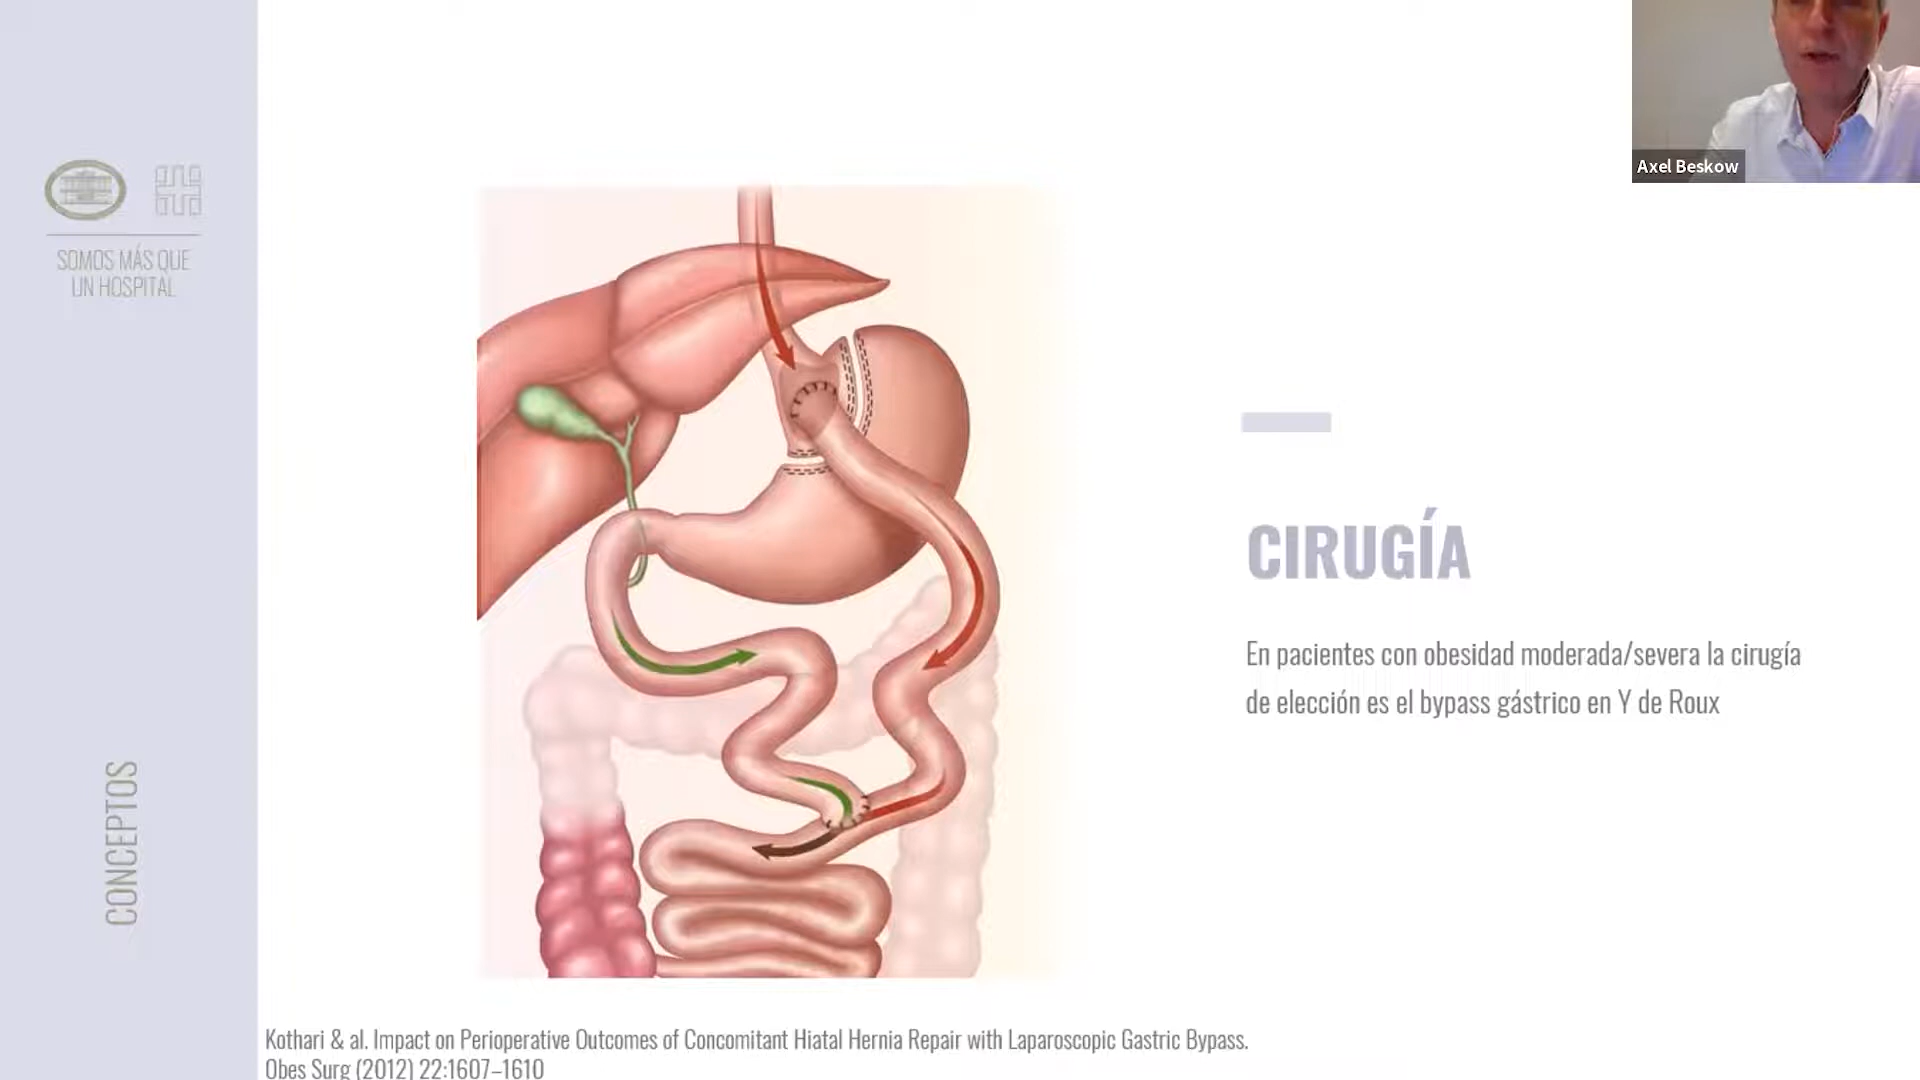 Axel Beskow
SOMOS MÁS QUE
UN HOSPITAL
CONCEPTOS
CIRUGÍA
En pacientes con obesidad moderada/severa la cirugía
de elección es el bypass gástrico en Y de Roux
Kothari & al. Impact on Perioperative Outcomes of Concomitant Hiatal Hernia Repair with Laparoscopic Gastric Bypass.
Obes Surg (2012) 22:1607–1610